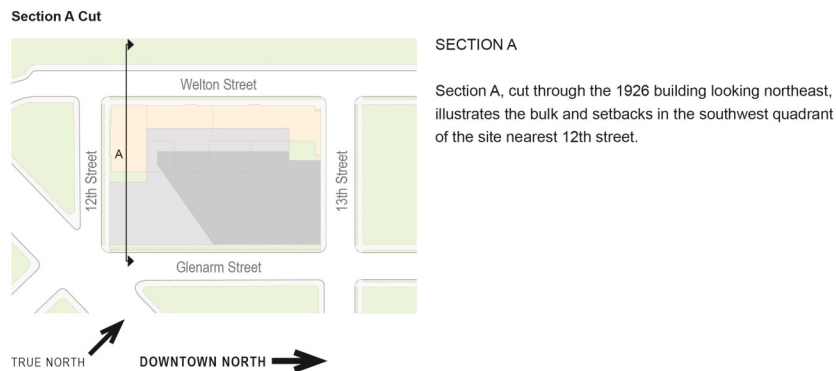 Section A Cut
SECTION A
Section A, cut through the 1926 building looking northeast,
illustrates the bulk and setbacks in the southwest quadrant
of the site nearest 12th street.
Welton Street
A
12th Street
13th Street
Glenarm Street
TRUE NORTH
DOWNTOWN NORTH